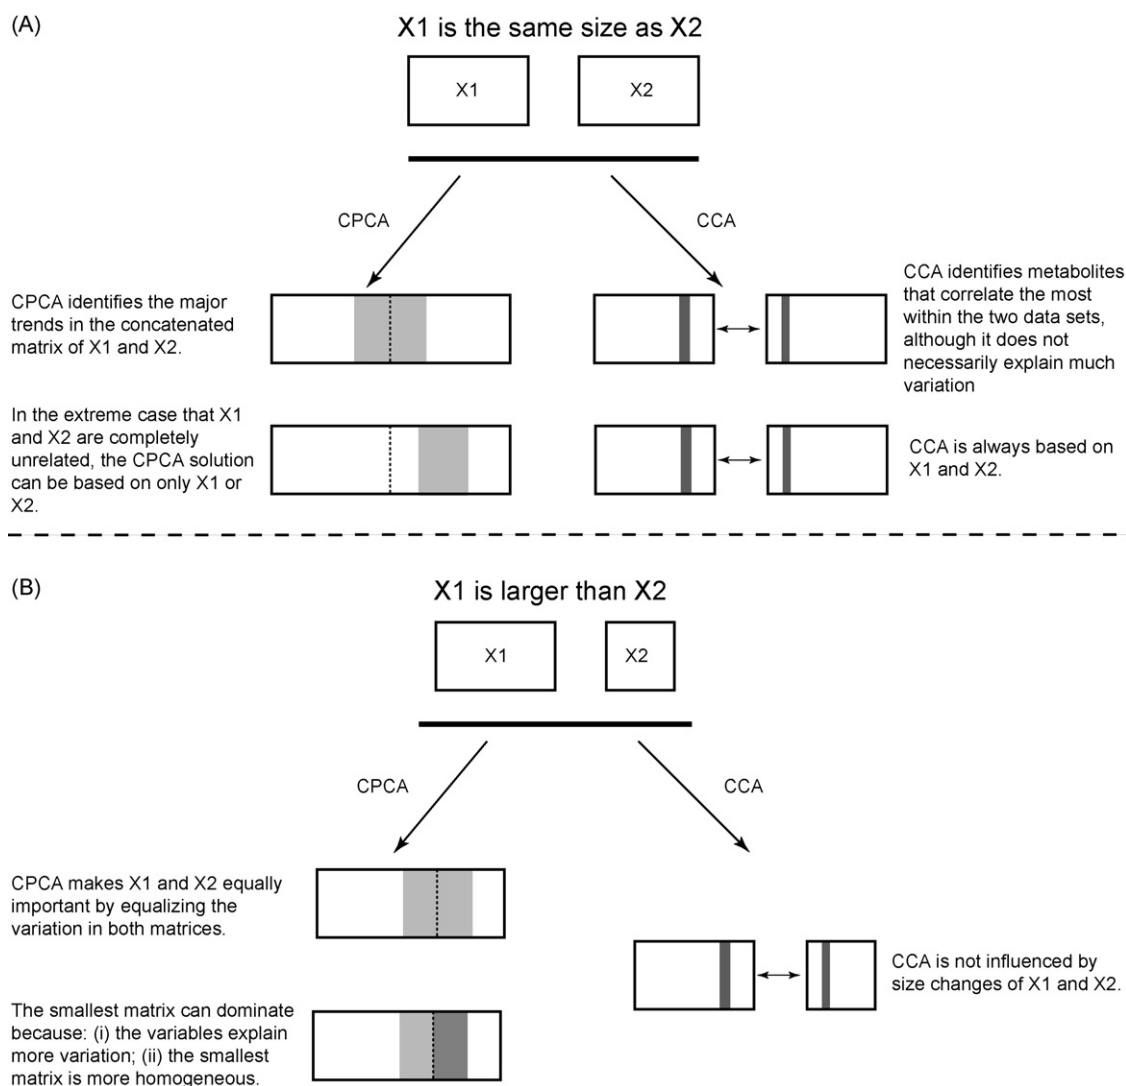 (A)
X1 is the same size as X2
X1
X2
CPCA
CCA
CPCA identifies the major
trends in the concatenated
matrix of X1 and X2.
CCA identifies metabolites
that correlate the most
within the two data sets,
although it does not
necessarily explain much
variation
In the extreme case that X1
and X2 are completely
unrelated, the CPCA solution
can be based on only X1 or
X2.
CCA is always based on
X1 and X2.
(B)
X1 is larger than X2
X1
X2
CPCA
CCA
CPCA makes X1 and X2 equally
important by equalizing the
variation in both matrices.
CCA is not influenced by
size changes of X1 and X2.
The smallest matrix can dominate
because: (i) the variables explain
more variation; (ii) the smallest
matrix is more homogeneous.